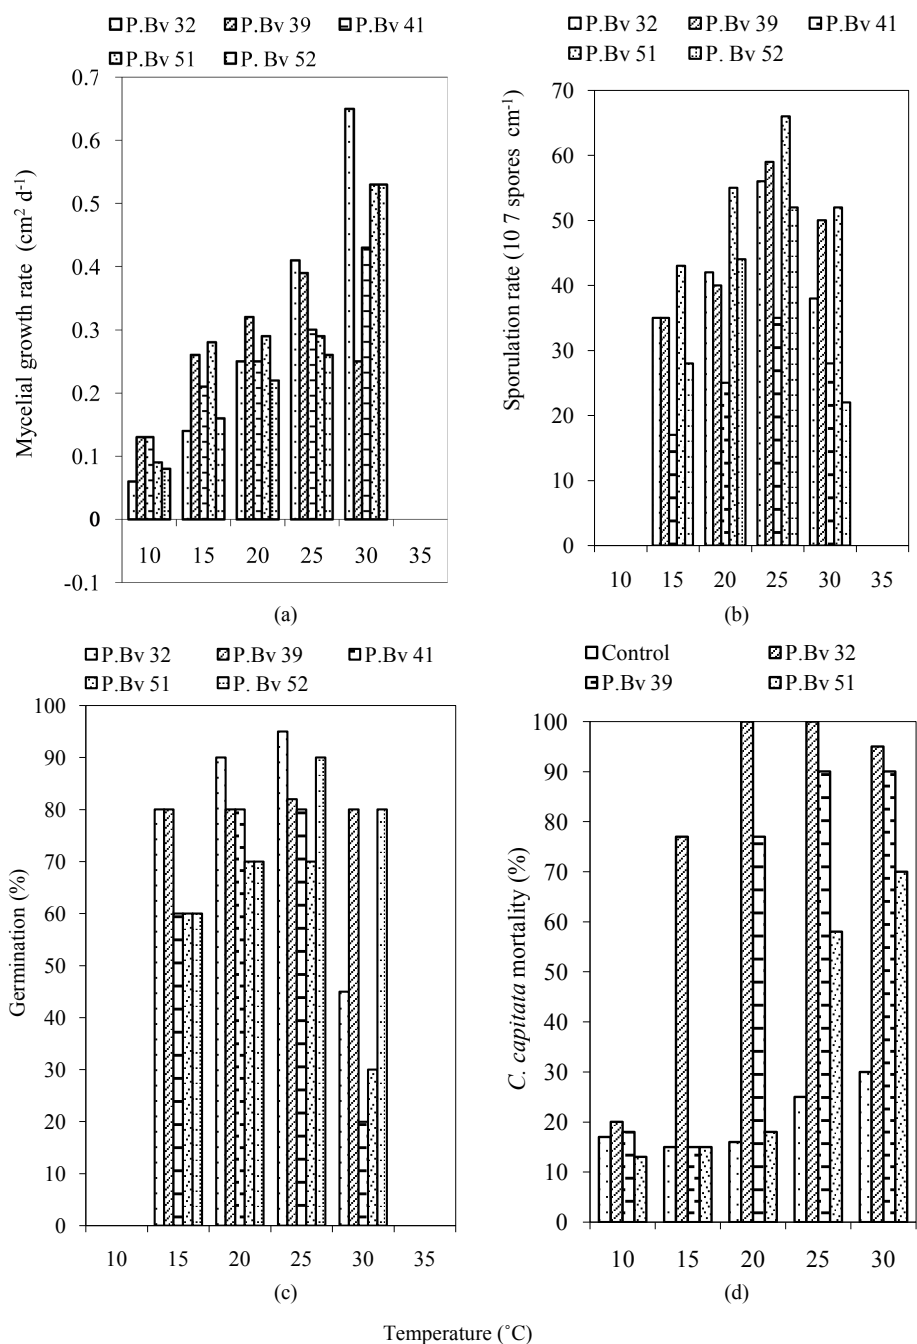 P.Bv 32 P.Bv 39 P.Bv 41
P.Bv 51 P. Bv 52
0.7
0.6
0.5
0.4
0.3
0.2
0.1
0
-0.1
Mycelial growth rate (cm² d⁻¹)
10 15 20 25 30 35
(a)
P.Bv 32 P.Bv 39 P.Bv 41
P.Bv 51 P. Bv 52
70
60
50
40
30
20
10
0
Sporulation rate (10 7 spores cm⁻¹)
10 15 20 25 30 35
(b)
P.Bv 32 P.Bv 39 P.Bv 41
P.Bv 51 P. Bv 52
100
90
80
70
60
50
40
30
20
10
0
Germination (%)
10 15 20 25 30 35
(c)
Control P.Bv 32
P.Bv 39 P.Bv 51
100
90
80
70
60
50
40
30
20
10
0
C. capitata mortality (%)
10 15 20 25 30
(d)
Temperature (˚C)